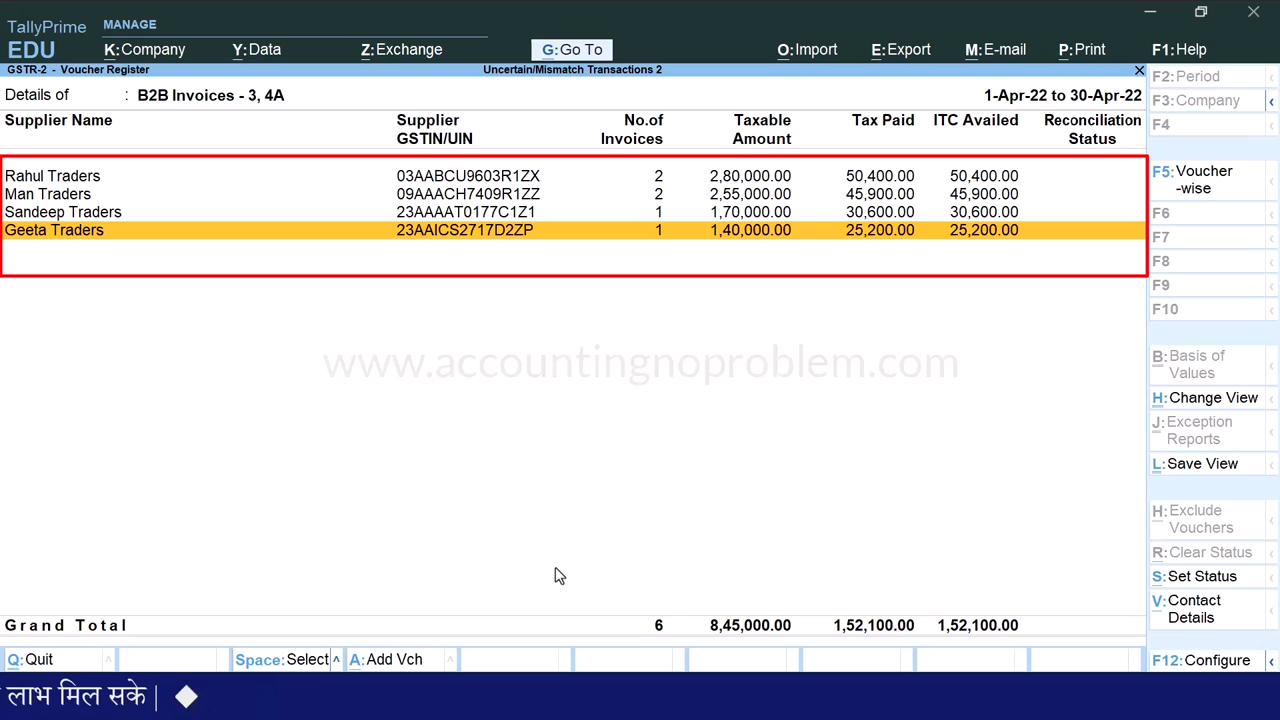 TallyPrime MANAGE
EDU K:Company Y:Data Z:Exchange G:Go To O:Import E:Export M:E-mail P:Print F1:Help
GSTR-2 - Voucher Register Uncertain/Mismatch Transactions 2
Details of : B2B Invoices - 3, 4A 1-Apr-22 to 30-Apr-22
Supplier Name Supplier No.of Taxable Tax Paid ITC Availed Reconciliation
GSTIN/UIN Invoices Amount Status
Rahul Traders 03AABCU9603R1ZX 2 2,80,000.00 50,400.00 50,400.00
Man Traders 09AAACH7409R1ZZ 2 2,55,000.00 45,900.00 45,900.00
Sandeep Traders 23AAAAT0177C1Z1 1 1,70,000.00 30,600.00 30,600.00
Geeta Traders 23AAICS2717D2ZP 1 1,40,000.00 25,200.00 25,200.00
www.accountingnoproblem.com
Grand Total 6 8,45,000.00 1,52,100.00 1,52,100.00
F2:Period
F3:Company
F4
F5:Voucher
-wise
F6
F7
F8
F9
F10
B:Basis of
Values
H:Change View
J:Exception
Reports
L:Save View
H:Exclude
Vouchers
R:Clear Status
S:Set Status
V:Contact
Details
F12:Configure
Q:Quit Space:Select A:Add Vch
लाभ मिल सके |